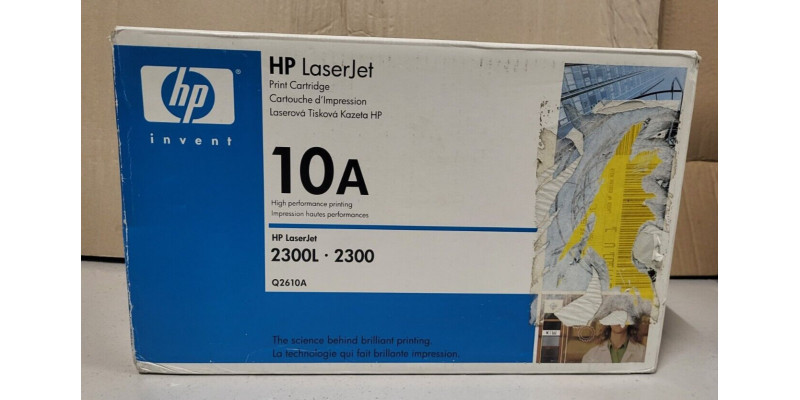 hp
®
invent
HP LaserJet
Print Cartridge
Cartouche d'Impression
Laserová Tisková Kazeta HP
10A
High performance printing
Impression hautes performances
HP LaserJet
2300L · 2300
Q2610A
The science behind brilliant printing.
La technologie qui fait brillante impression.